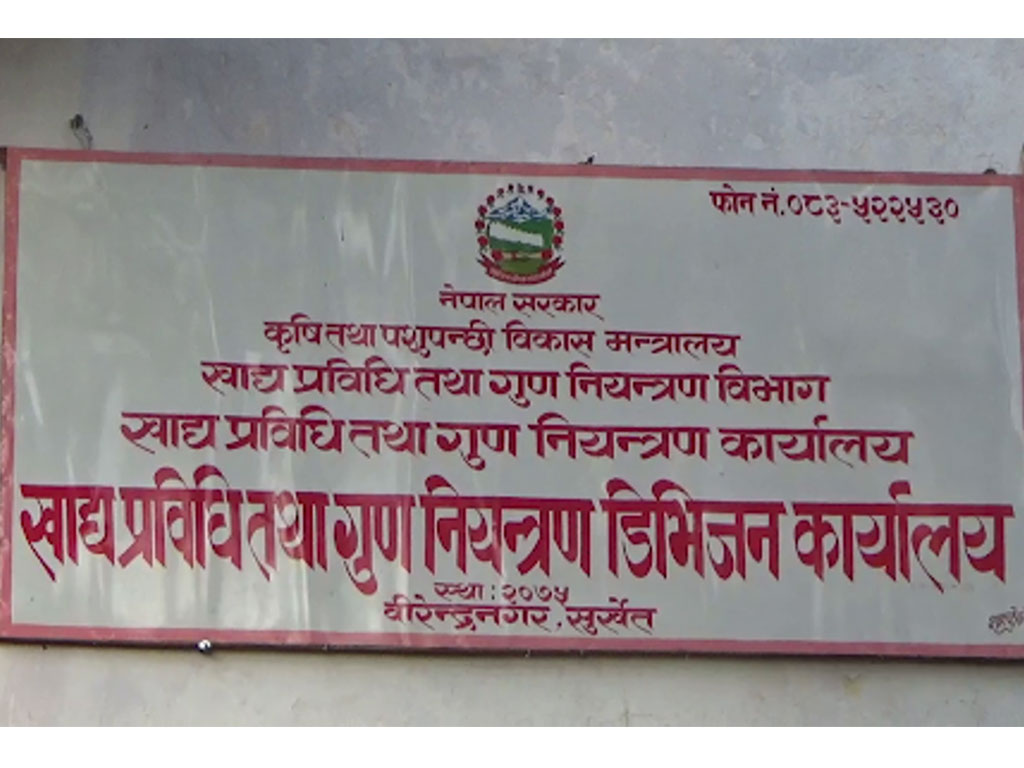 फोन नं.०८३-५२२५३०
नेपाल सरकार
कृषि तथा पशुपन्छी विकास मन्त्रालय
खाद्य प्रविधि तथा गुण नियन्त्रण विभाग
खाद्य प्रविधि तथा गुण नियन्त्रण कार्यालय
खाद्य प्रविधि तथा गुण नियन्त्रण डिभिजन कार्यालय
स्था : २०७५
वीरेन्द्रनगर, सुर्खेत